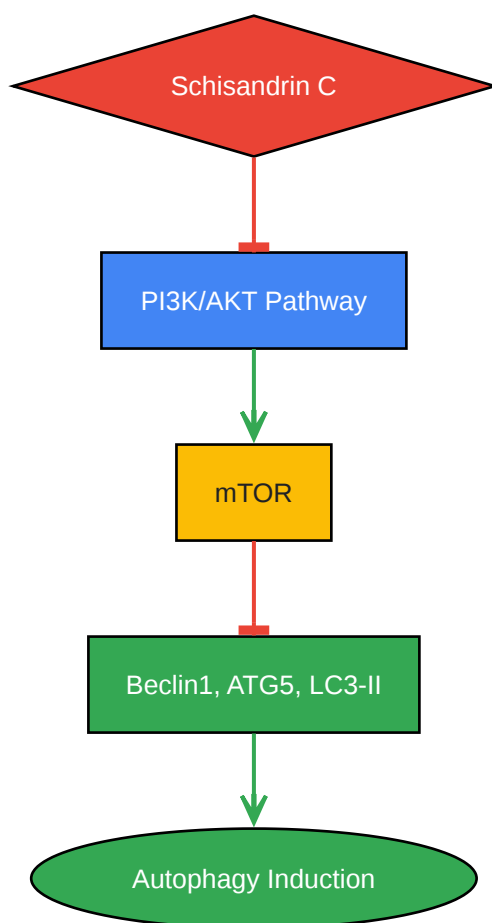 Schisandrin C
PI3K/AKT Pathway
mTOR
Beclin1, ATG5, LC3-II
Autophagy Induction